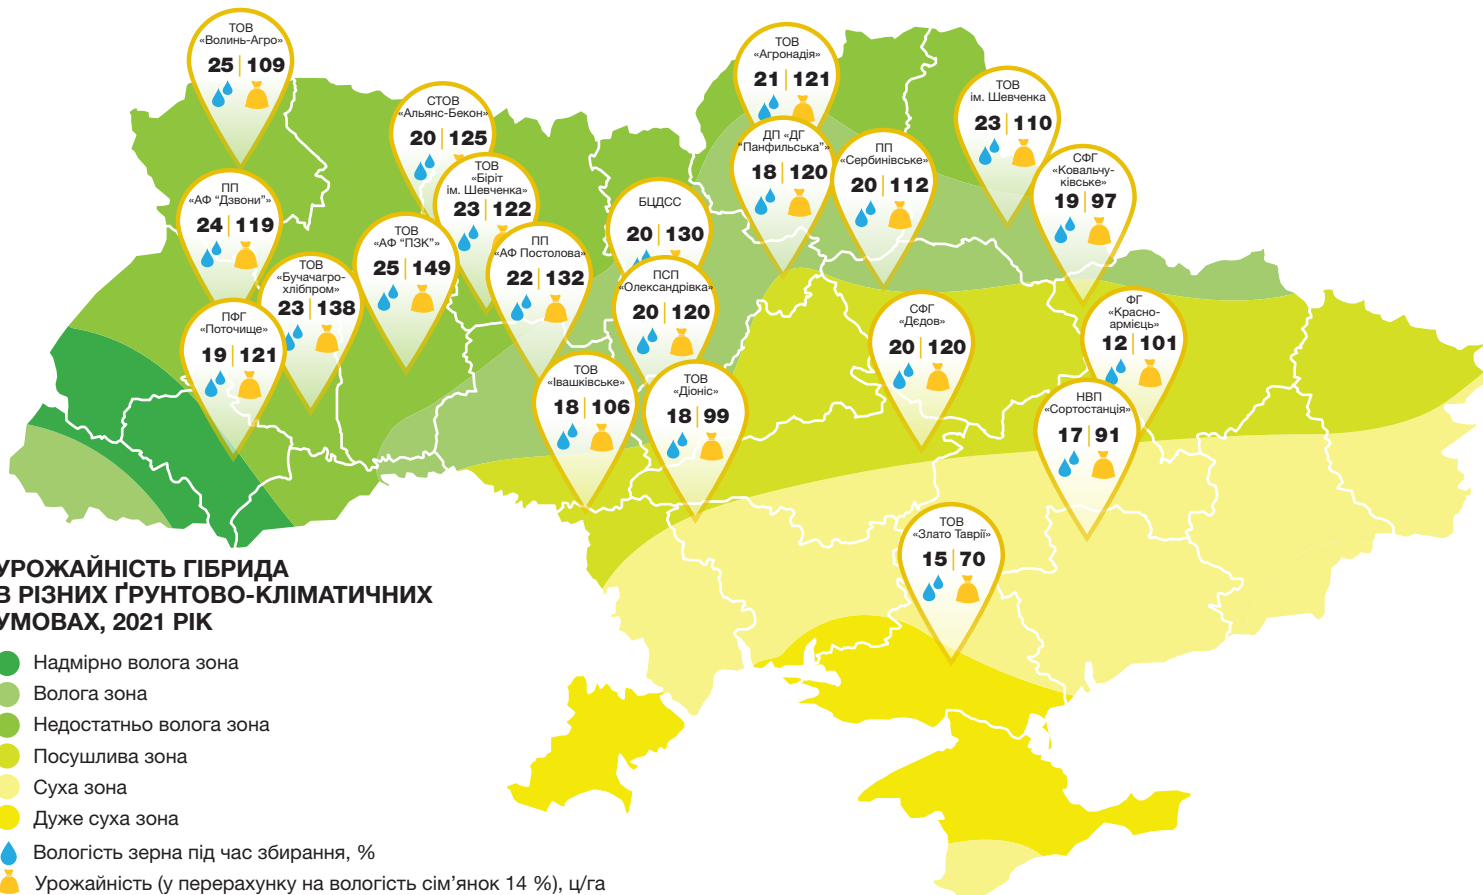 ТОВ
«Волинь-Агро»
25 | 109
СТОВ
«Альянс-Бекон»
20 | 125
ТОВ
«Агронадія»
21 | 121
ТОВ
ім. Шевченка
23 | 110
ДП «ДГ
"Панфильська"»
18 | 120
ПП
«Сербинівське»
20 | 112
СФГ
«Ковальчу-
ківське»
19 | 97
ПП
«АФ "Дзвони"»
24 | 119
ТОВ
«Біріт
ім. Шевченка»
23 | 122
БЦДСС
20 | 130
ТОВ
«АФ "ПЗК"»
25 | 149
ПП
«АФ Постолова»
22 | 132
ТОВ
«Бучачагро-
хлібпром»
23 | 138
ПСП
«Олександрівка»
20 | 120
ПФГ
«Поточище»
19 | 121
СФГ
«Дєдов»
20 | 120
ФГ
«Красно-
армієць»
12 | 101
ТОВ
«Івашківське»
18 | 106
ТОВ
«Діоніс»
18 | 99
НВП
«Сортостанція»
17 | 91
ТОВ
«Злато Таврії»
15 | 70
УРОЖАЙНІСТЬ ГІБРИДА
В РІЗНИХ ҐРУНТОВО-КЛІМАТИЧНИХ
УМОВАХ, 2021 РІК
Надмірно волога зона
Волога зона
Недостатньо волога зона
Посушлива зона
Суха зона
Дуже суха зона
Вологість зерна під час збирання, %
Урожайність (у перерахунку на вологість сім'янок 14 %), ц/га